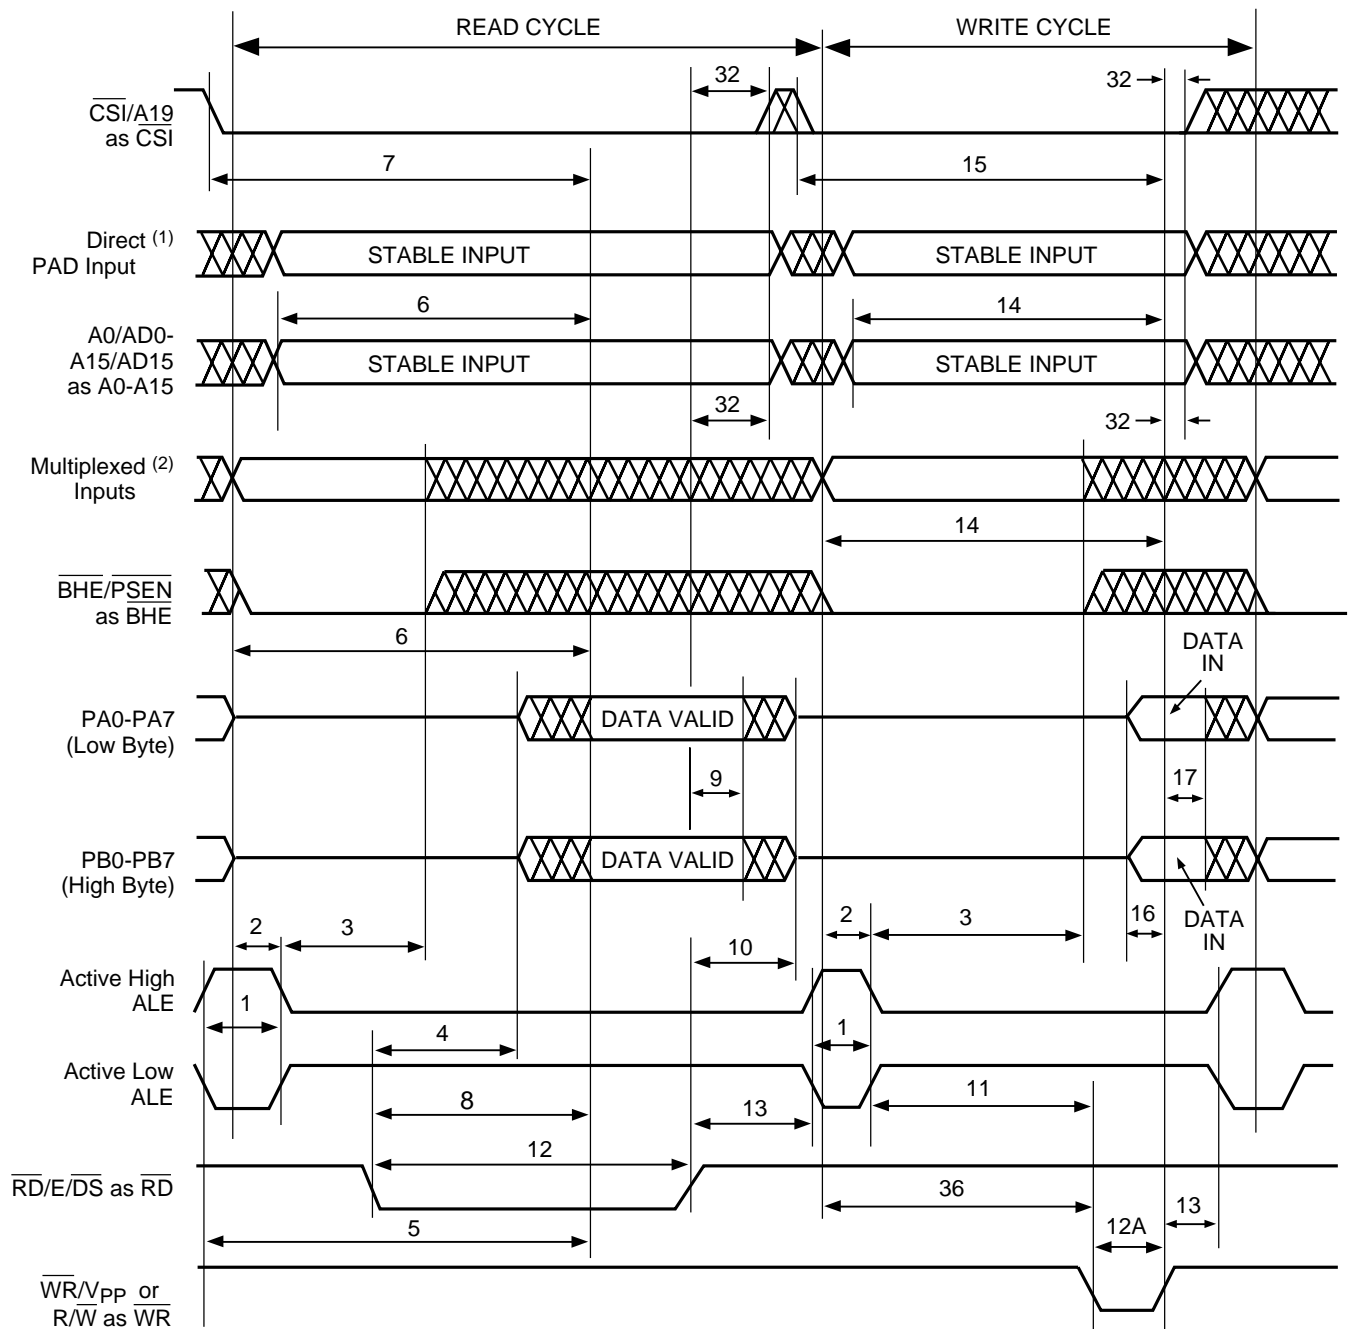 READ CYCLE
WRITE CYCLE
32
32
CSI/A19
as CSI
7
15
Direct (1)
PAD Input
STABLE INPUT
STABLE INPUT
6
14
A0/AD0-
A15/AD15
as A0-A15
STABLE INPUT
STABLE INPUT
32
32
Multiplexed (2)
Inputs
14
BHE/PSEN
as BHE
6
DATA
IN
PA0-PA7
(Low Byte)
DATA VALID
9
17
PB0-PB7
(High Byte)
DATA VALID
2
3
10
2
3
16
DATA
IN
Active High
ALE
1
4
1
Active Low
ALE
8
13
11
12
RD/E/DS as RD
36
13
5
12A
WR/VPP or
R/W as WR